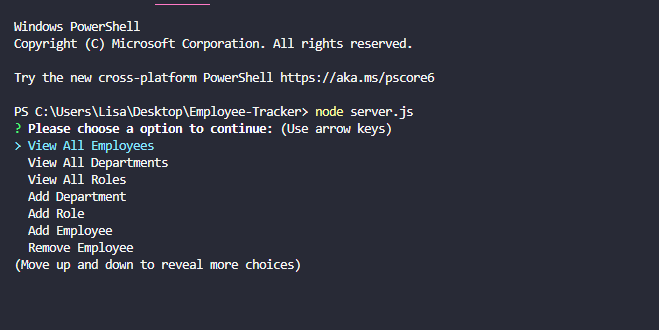 Windows PowerShell
Copyright (C) Microsoft Corporation. All rights reserved.
Try the new cross-platform PowerShell https://aka.ms/pscore6
PS C:\Users\Lisa\Desktop\Employee-Tracker> node server.js
? Please choose a option to continue: (Use arrow keys)
> View All Employees
View All Departments
View All Roles
Add Department
Add Role
Add Employee
Remove Employee
(Move up and down to reveal more choices)